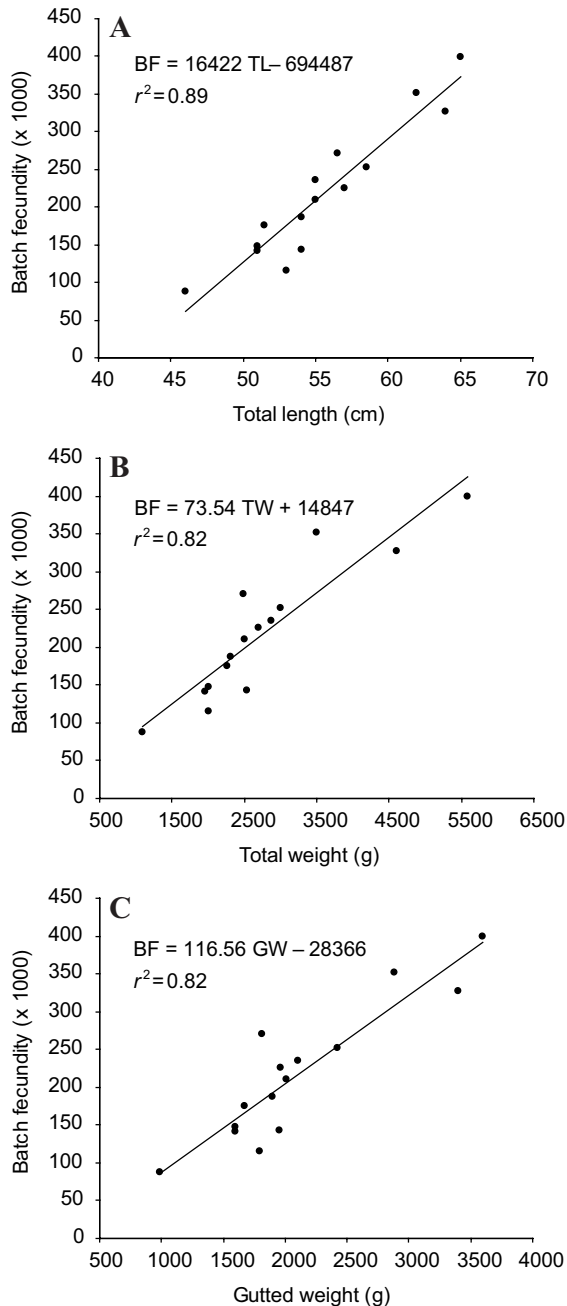 A
BF = 16422 TL– 694487
r²=0.89
Batch fecundity (x 1000)
450
400
350
300
250
200
150
100
50
0
40 45 50 55 60 65 70
Total length (cm)
B
BF = 73.54 TW + 14847
r²=0.82
Batch fecundity (x 1000)
450
400
350
300
250
200
150
100
50
0
500 1500 2500 3500 4500 5500 6500
Total weight (g)
C
BF = 116.56 GW – 28366
r²=0.82
Batch fecundity (x 1000)
450
400
350
300
250
200
150
100
50
0
500 1000 1500 2000 2500 3000 3500 4000
Gutted weight (g)